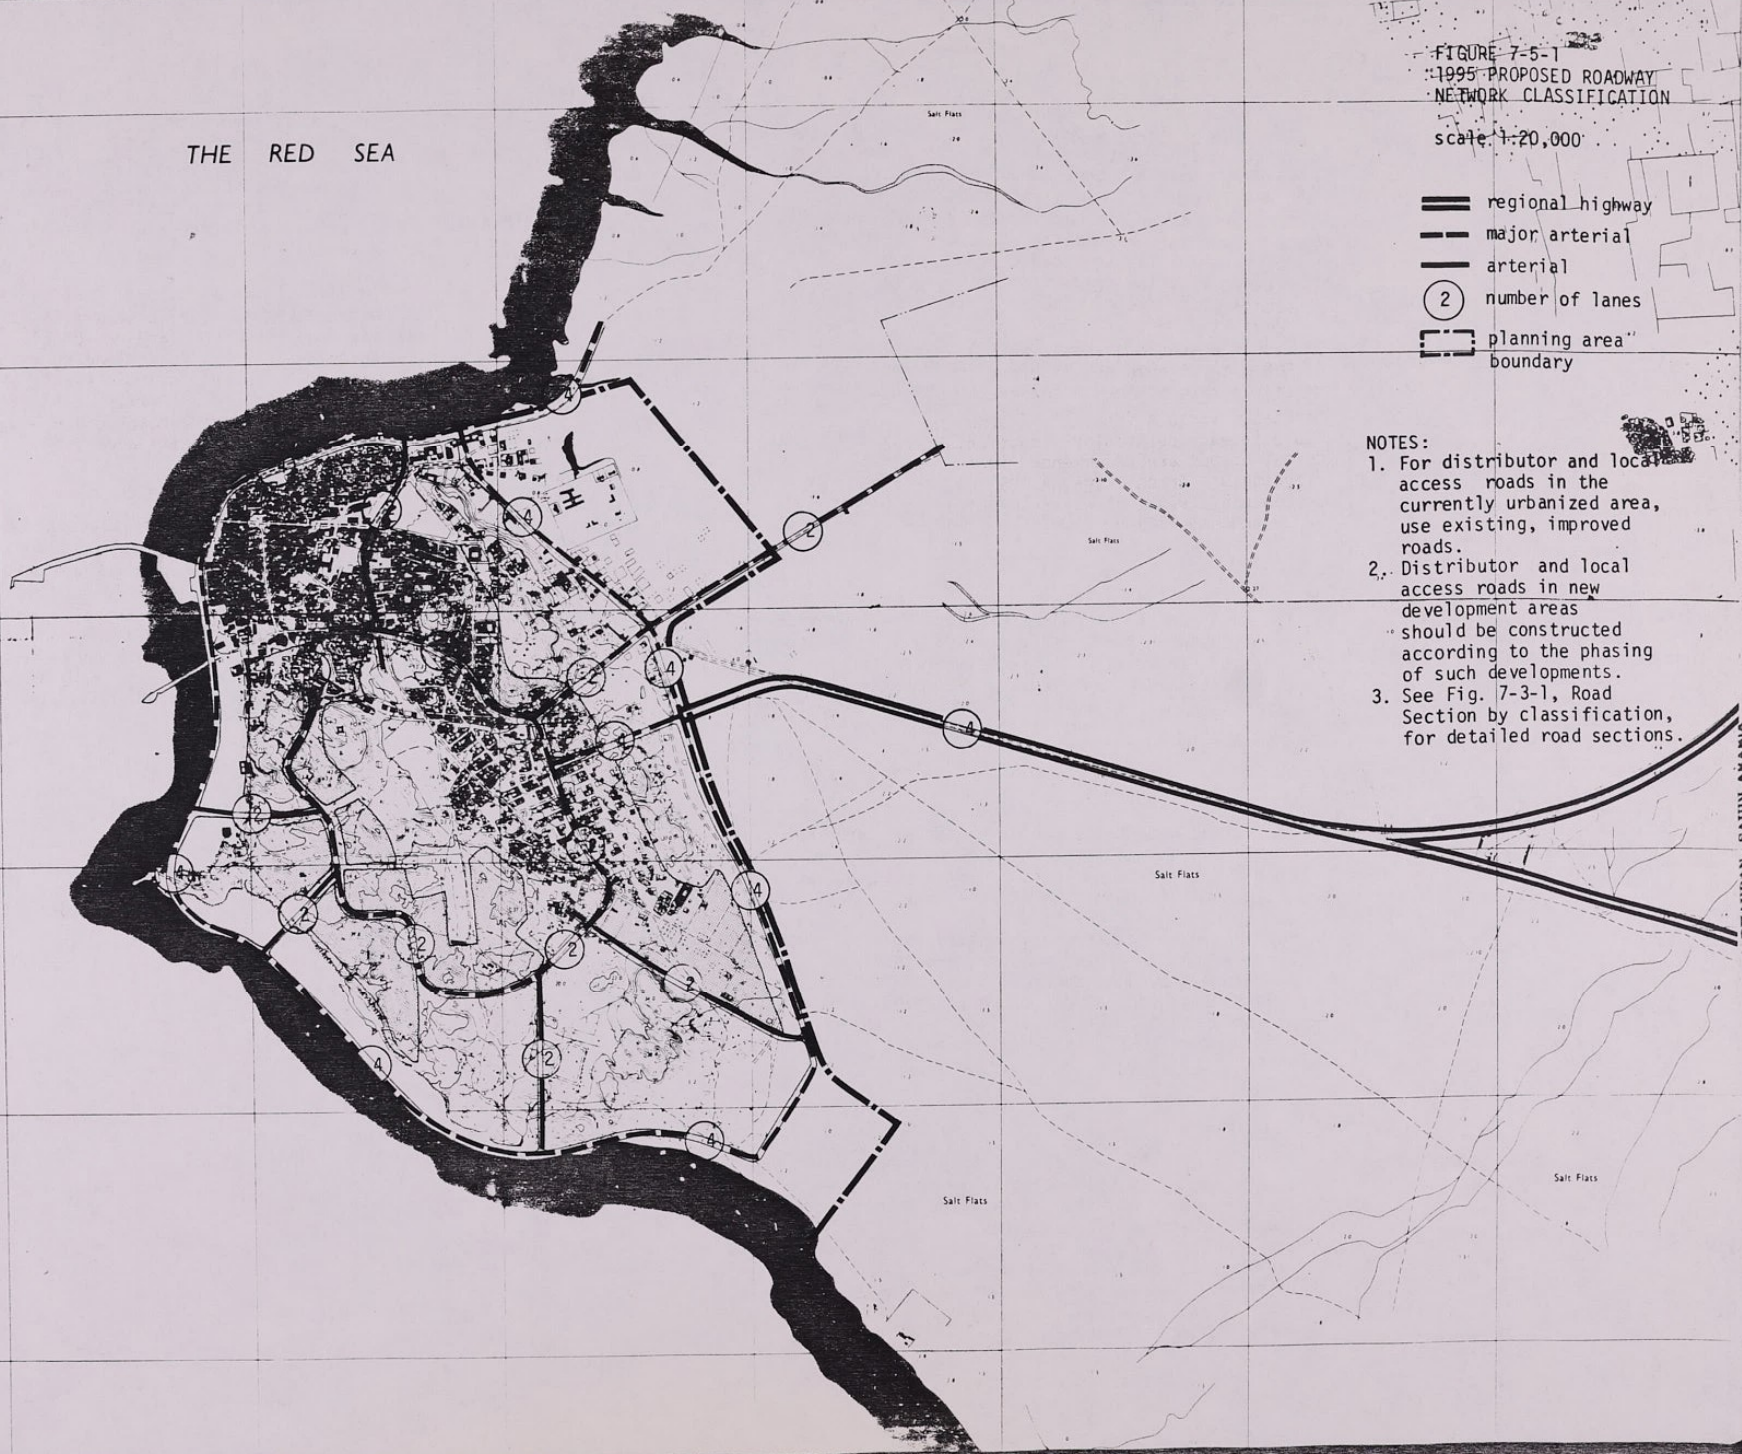 FIGURE 7-5-1
1995 PROPOSED ROADWAY
NETWORK CLASSIFICATION
scale 1:20,000
THE RED SEA
regional highway
major arterial
arterial
2 number of lanes
planning area
boundary
NOTES:
1. For distributor and local
access roads in the
currently urbanized area,
use existing, improved
roads.
2. Distributor and local
access roads in new
development areas
should be constructed
according to the phasing
of such developments.
3. See Fig. 7-3-1, Road
Section by classification,
for detailed road sections.
Salt Flats
4
4
2
Salt Flats
2
4
4
2
4
Salt Flats
4
2
2
2
2
4
2
4
Salt Flats
Salt Flats